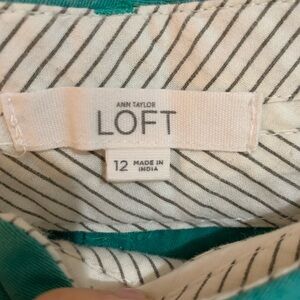 ANN TAYLOR
LOFT
12 MADE IN
INDIA